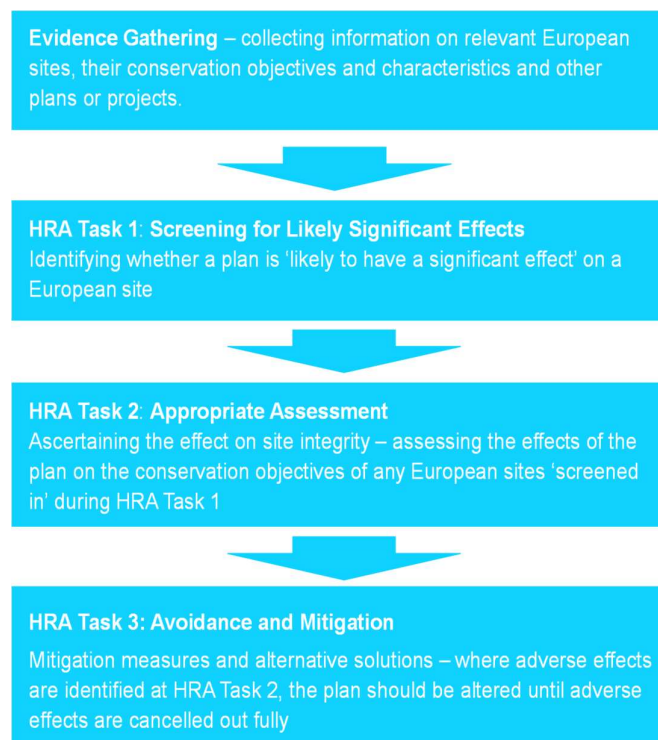 Evidence Gathering – collecting information on relevant European
sites, their conservation objectives and characteristics and other
plans or projects.
HRA Task 1: Screening for Likely Significant Effects
Identifying whether a plan is ‘likely to have a significant effect’ on a
European site
HRA Task 2: Appropriate Assessment
Ascertaining the effect on site integrity – assessing the effects of the
plan on the conservation objectives of any European sites ‘screened
in’ during HRA Task 1
HRA Task 3: Avoidance and Mitigation
Mitigation measures and alternative solutions – where adverse effects
are identified at HRA Task 2, the plan should be altered until adverse
effects are cancelled out fully